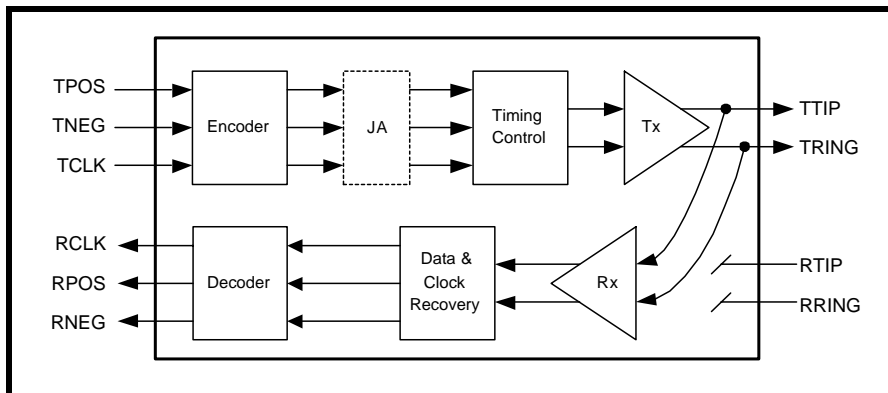 TPOS
TNEG
TCLK
Encoder
JA
Timing
Control
Tx
TTIP
TRING
RCLK
RPOS
RNEG
Decoder
Data &
Clock
Recovery
Rx
RTIP
RRING